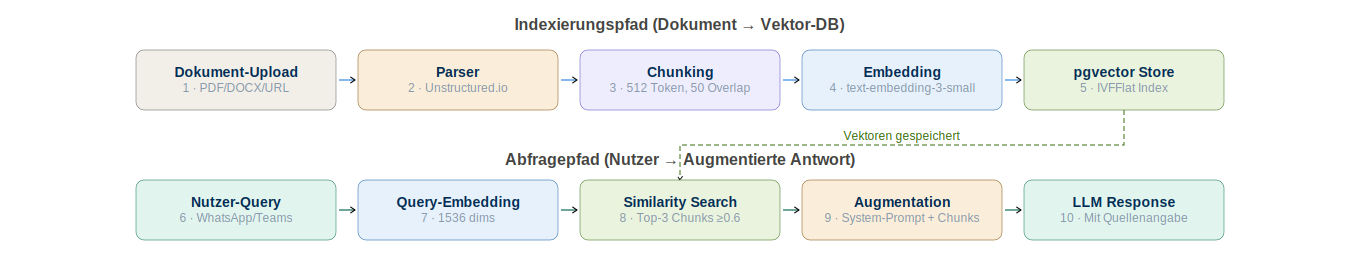 Indexierungspfad (Dokument → Vektor-DB)
Dokument-Upload
1 · PDF/DOCX/URL
Parser
2 · Unstructured.io
Chunking
3 · 512 Token, 50 Overlap
Embedding
4 · text-embedding-3-small
pgvector Store
5 · IVFFlat Index
Vektoren gespeichert
Abfragepfad (Nutzer → Augmentierte Antwort)
Nutzer-Query
6 · WhatsApp/Teams
Query-Embedding
7 · 1536 dims
Similarity Search
8 · Top-3 Chunks ≥0.6
Augmentation
9 · System-Prompt + Chunks
LLM Response
10 · Mit Quellenangabe